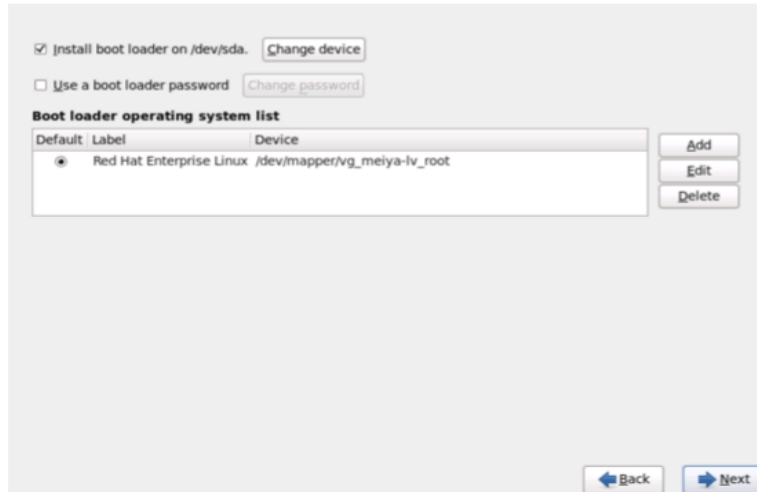 Install boot loader on /dev/sda. Change device
Use a boot loader password Change password
Boot loader operating system list
Default Label Device
Red Hat Enterprise Linux /dev/mapper/vg_meiya-lv_root
Add
Edit
Delete
Back Next